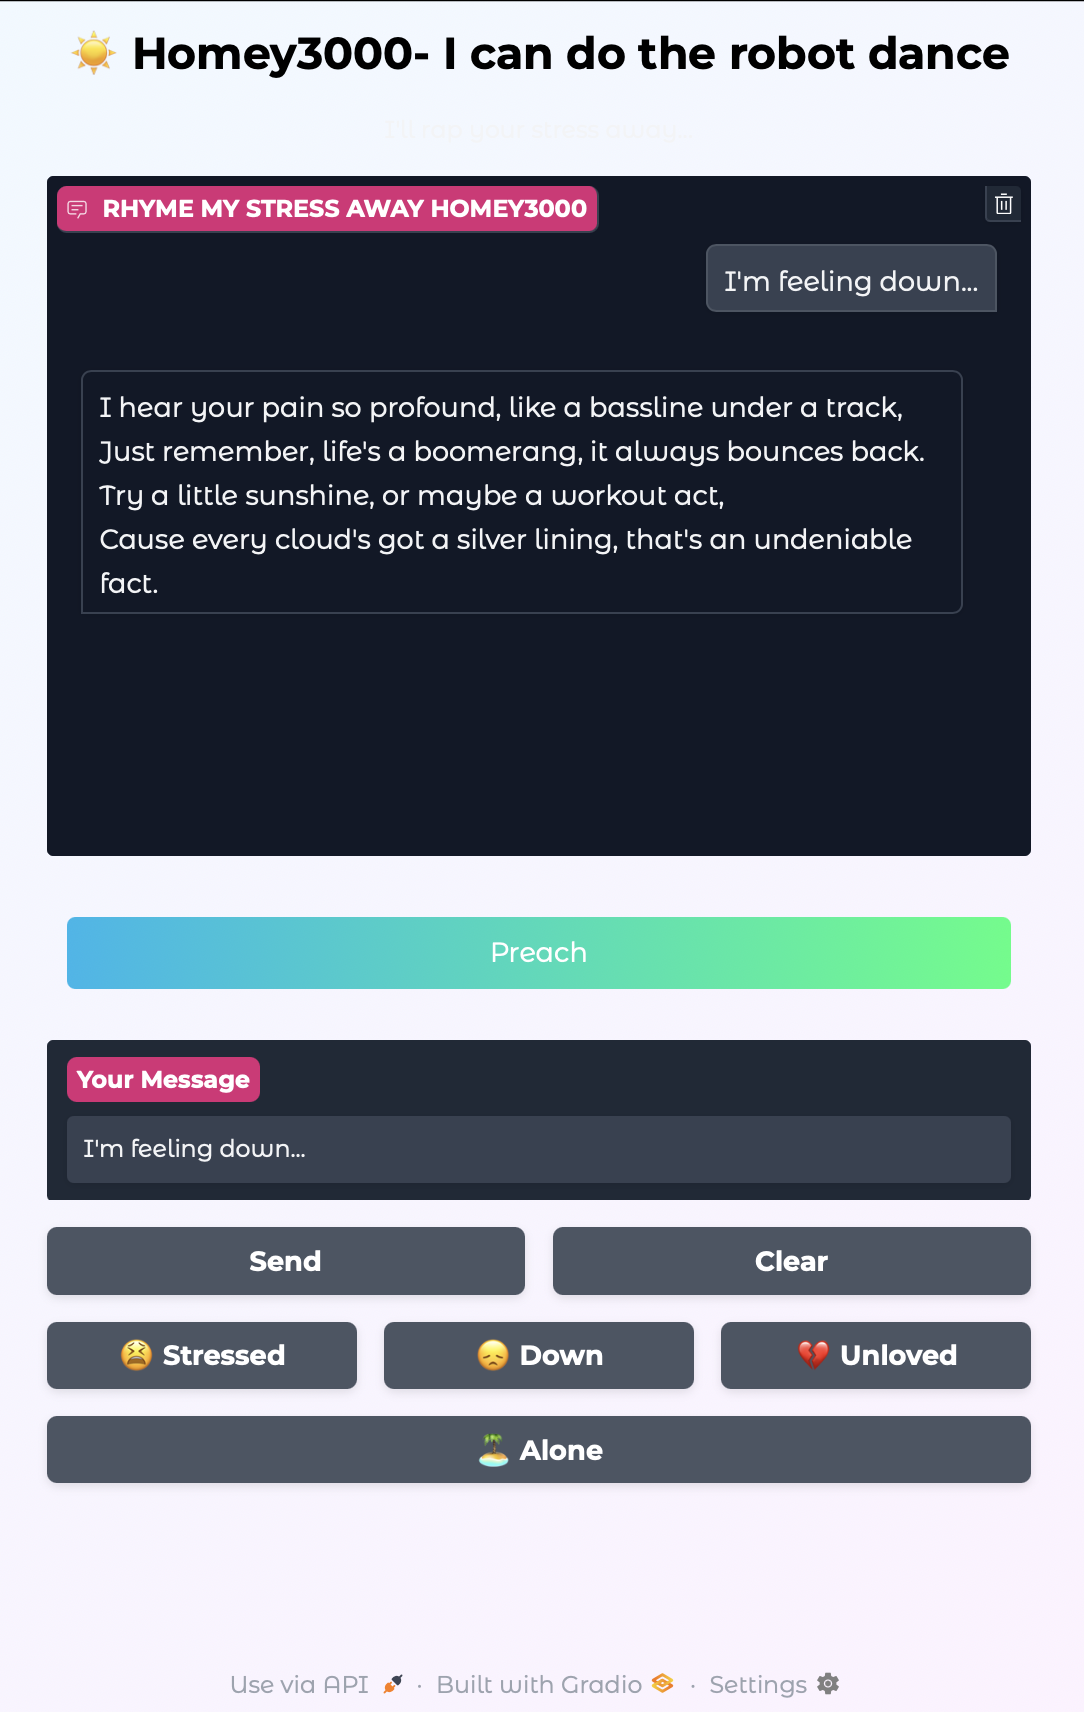 ☀️ Homey3000- I can do the robot dance
I'll rap your stress away..
RHYME MY STRESS AWAY HOMEY3000
I'm feeling down...
I hear your pain so profound, like a bassline under a track,
Just remember, life's a boomerang, it always bounces back.
Try a little sunshine, or maybe a workout act,
Cause every cloud's got a silver lining, that's an undeniable
fact.
Preach
Your Message
I'm feeling down...
Send Clear
😫 Stressed 😞 Down 💔 Unloved
🏝️ Alone
Use via API · Built with Gradio · Settings